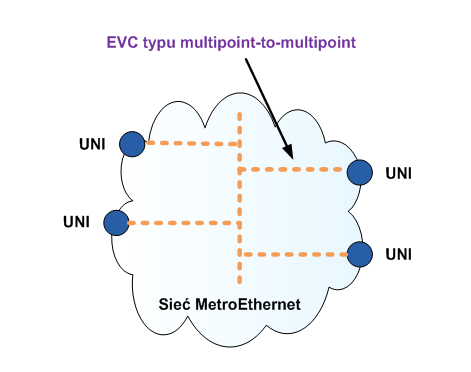 EVC typu multipoint-to-multipoint
UNI
UNI
UNI
UNI
Sieć MetroEthernet